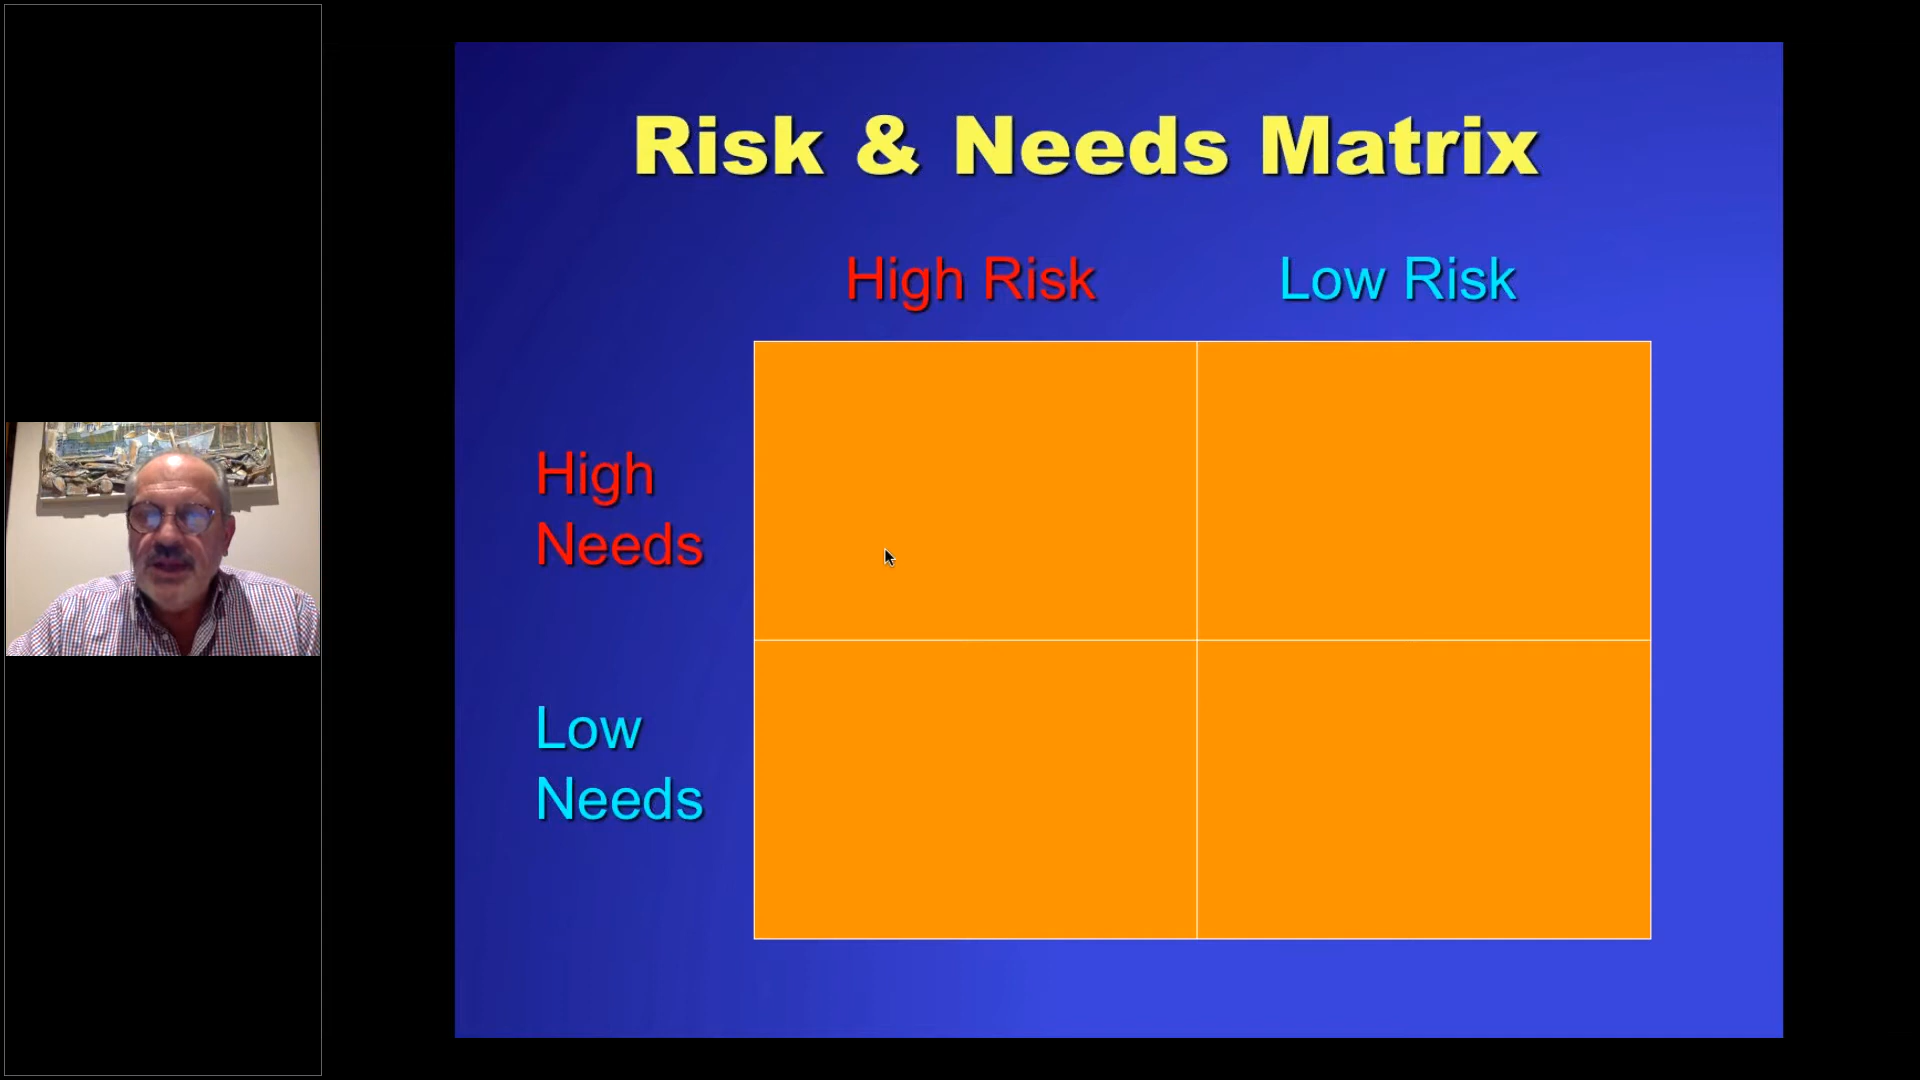 Risk & Needs Matrix
High Risk
Low Risk
High
Needs
Low
Needs